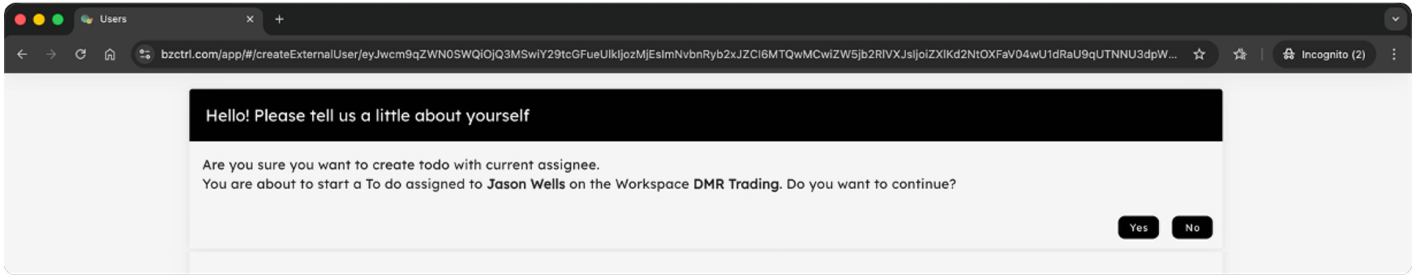 Users
bzctrl.com/app/#/createExternalUser/eyJwcm9qZWN0SWQiOjQ3MSwiY29tcGFueUlkIjozMjEsImNvbnRyb2xJZCI6MTQwMCwiZW5jb2RlVXJsIjoiZXlKd2NtOXFaV04wU1dRaU9qUTNNU3dpW...
Incognito (2)
Hello! Please tell us a little about yourself
Are you sure you want to create todo with current assignee.
You are about to start a To do assigned to Jason Wells on the Workspace DMR Trading. Do you want to continue?
Yes No